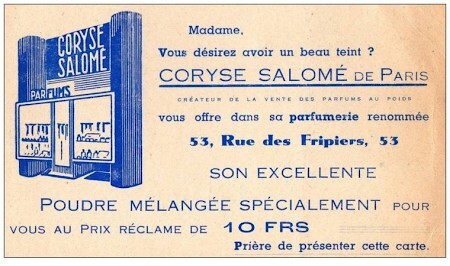 CORYSE
SALOMÉ
PARFUMS
Madame,
Vous désirez avoir un beau teint ?
CORYSE SALOMÉ DE PARIS
CRÉATEUR DE LA VENTE DES PARFUMS AU POIDS
vous offre dans sa parfumerie renommée
53, Rue des Fripiers, 53
SON EXCELLENTE
POUDRE MÉLANGÉE SPÉCIALEMENT POUR
VOUS AU PRIX RÉCLAME DE 10 FRS
Prière de présenter cette carte.